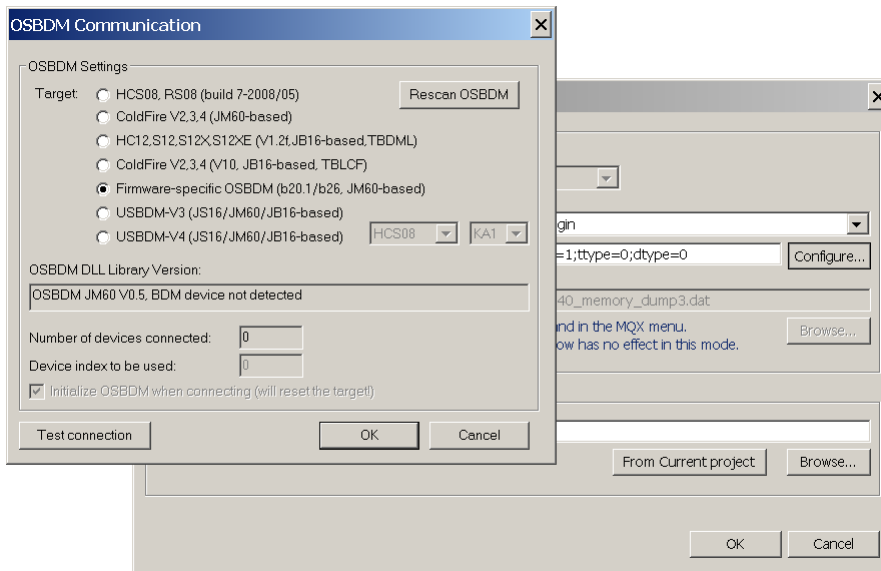 OSBDM Communication
OSBDM Settings
Target:
HCS08, RS08 (build 7-2008/05)
Rescan OSBDM
ColdFire V2,3,4 (JM60-based)
HC12,S12,S12X,S12XE (V1.2f,JB16-based,TBDML)
ColdFire V2,3,4 (V10, JB16-based, TBLCF)
Firmware-specific OSBDM (b20.1/b26, JM60-based)
USBDM-V3 (JS16/JM60/JB16-based)
USBDM-V4 (JS16/JM60/JB16-based)
HCS08
KA1
OSBDM DLL Library Version:
OSBDM JM60 V0.5, BDM device not detected
Number of devices connected:
0
Device index to be used:
0
Initialize OSBDM when connecting (will reset the target!)
Test connection
OK
Cancel
gin
=1;ttype=0;dtype=0
Configure...
40_memory_dump3.dat
and in the MQX menu.
ow has no effect in this mode.
Browse...
From Current project
Browse...
OK
Cancel